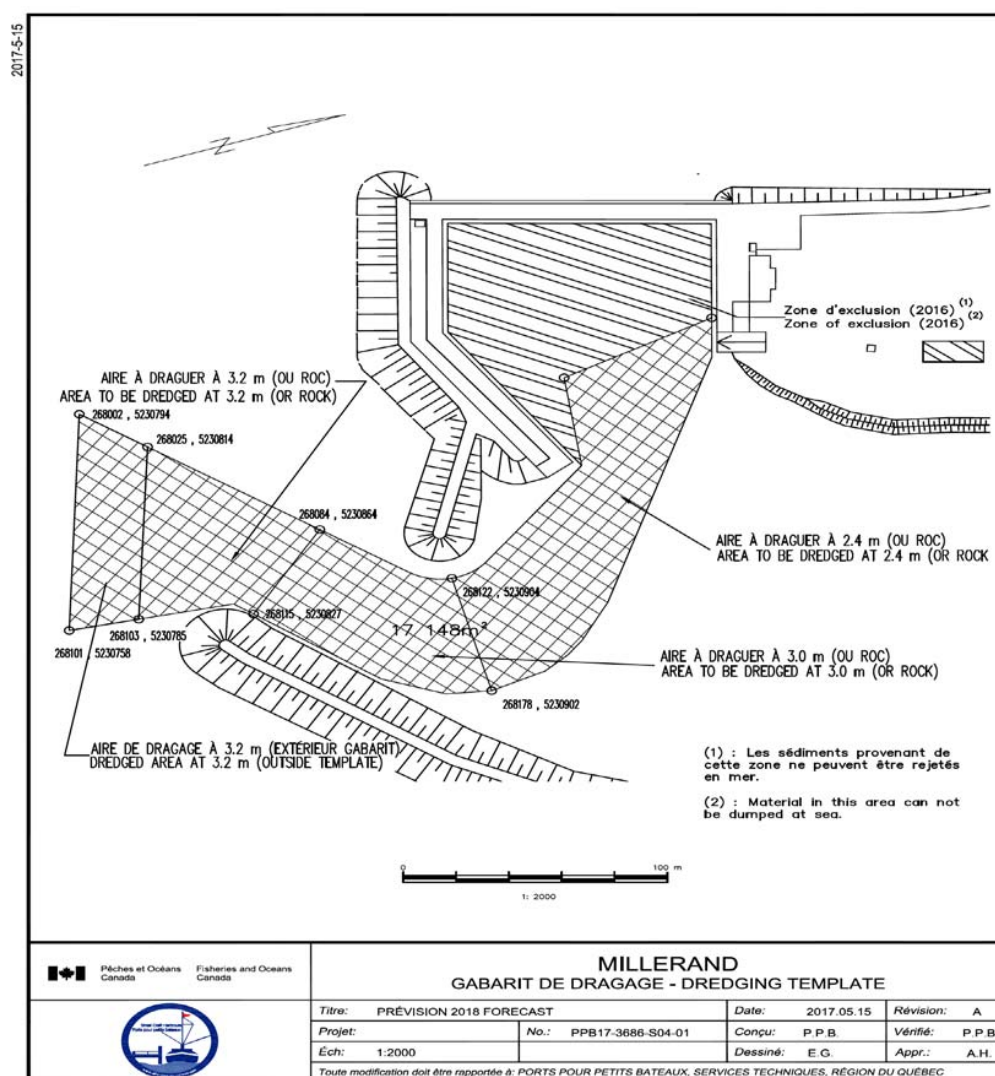 2017-5-15
Zone d'exclusion (2016) (1)
Zone of exclusion (2016) (2)
AIRE À DRAGUER À 3.2 m (OU ROC)
AREA TO BE DREDGED AT 3.2 m (OR ROCK)
268002 , 5230794
268025 , 5230814
268084 , 5230864
AIRE À DRAGUER À 2.4 m (OU ROC)
AREA TO BE DREDGED AT 2.4 m (OR ROCK
268122 , 5230904
268115 , 5230827
17 148m²
268103 , 5230785
268101 , 5230758
AIRE À DRAGUER À 3.0 m (OU ROC)
AREA TO BE DREDGED AT 3.0 m (OR ROCK)
268178 , 5230902
AIRE DE DRAGAGE À 3.2 m (EXTÉRIEUR GABARIT)
DREDGED AREA AT 3.2 m (OUTSIDE TEMPLATE)
(1) : Les sédiments provenant de
cette zone ne peuvent être rejetés
en mer.
(2) : Material in this area can not
be dumped at sea.
0 100 m
1: 2000
Pêches et Océans Fisheries and Oceans
Canada Canada
MILLERAND
GABARIT DE DRAGAGE - DREDGING TEMPLATE
Titre: PRÉVISION 2018 FORECAST Date: 2017.05.15 Révision: A
Projet: No.: PPB17-3686-S04-01 Conçu: P.P.B. Vérifié: P.P.B
Éch: 1:2000 Dessiné: E.G. Appr.: A.H.
Toute modification doit être rapportée à: PORTS POUR PETITS BATEAUX, SERVICES TECHNIQUES, RÉGION DU QUÉBEC